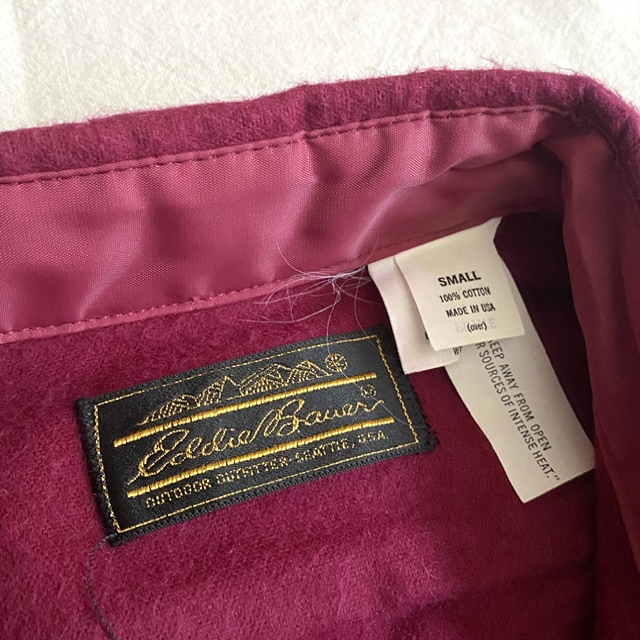 SMALL
100% COTTON
MADE IN USA
(over)
KEEP AWAY FROM OPEN
OR SOURCES OF INTENSE HEAT."
Eddie Bauer
OUTDOOR OUTFITTER-SEATTLE, U.S.A.